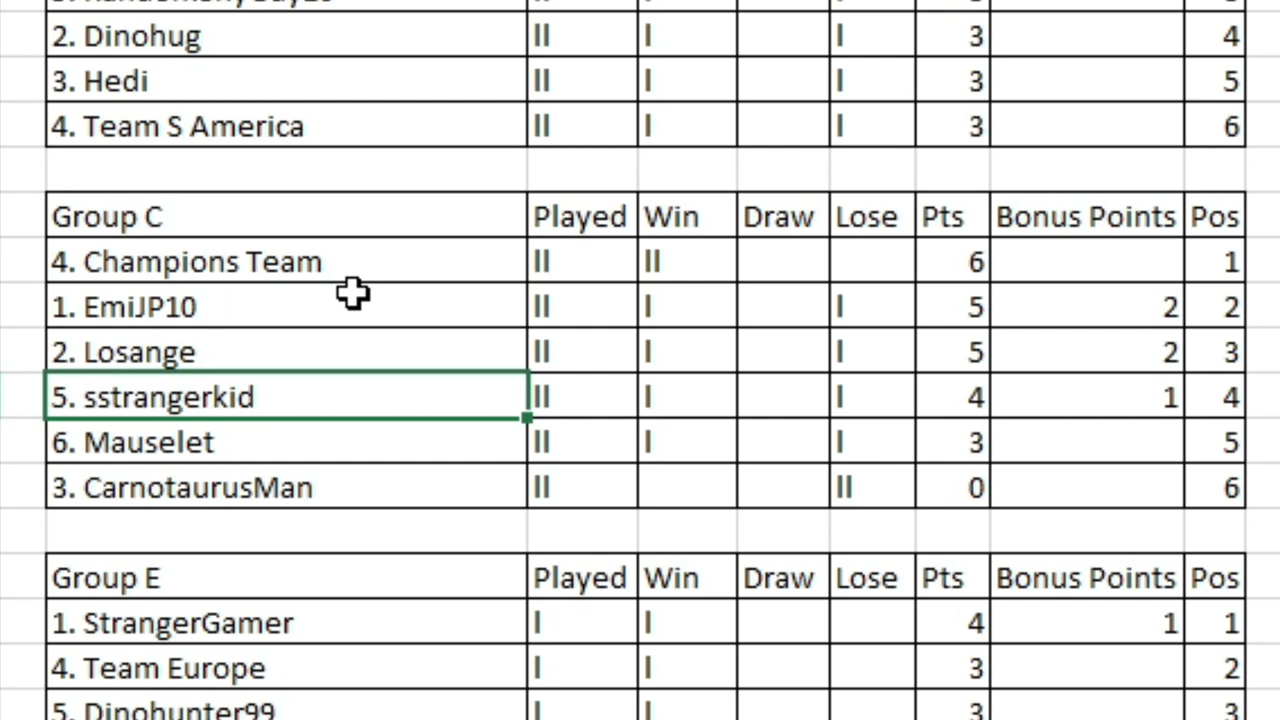 2. Dinohug II I I 3 4
3. Hedi II I I 3 5
4. Team S America II I I 3 6
Group C Played Win Draw Lose Pts Bonus Points Pos
4. Champions Team II II 6 1
1. EmiJP10 II I I 5 2 2
2. Losange II I I 5 2 3
5. sstrangerkid II I I 4 1 4
6. Mauselet II I I 3 5
3. CarnotaurusMan II II 0 6
Group E Played Win Draw Lose Pts Bonus Points Pos
1. StrangerGamer I I 4 1 1
4. Team Europe I I 3 2
5. Dinohunter99 I I 3 3